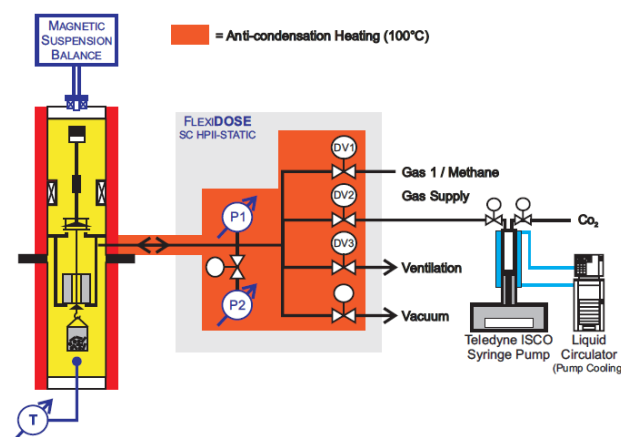 MAGNETIC
SUSPENSION
BALANCE
= Anti-condensation Heating (100°C)
FLEXIDOSE
SC HPII-STATIC
DV1
Gas 1 / Methane
DV2
Gas Supply
P1
Co₂
DV3
Ventilation
P2
Vacuum
Teledyne ISCO
Syringe Pump
Liquid
Circulator
(Pump Cooling)
T